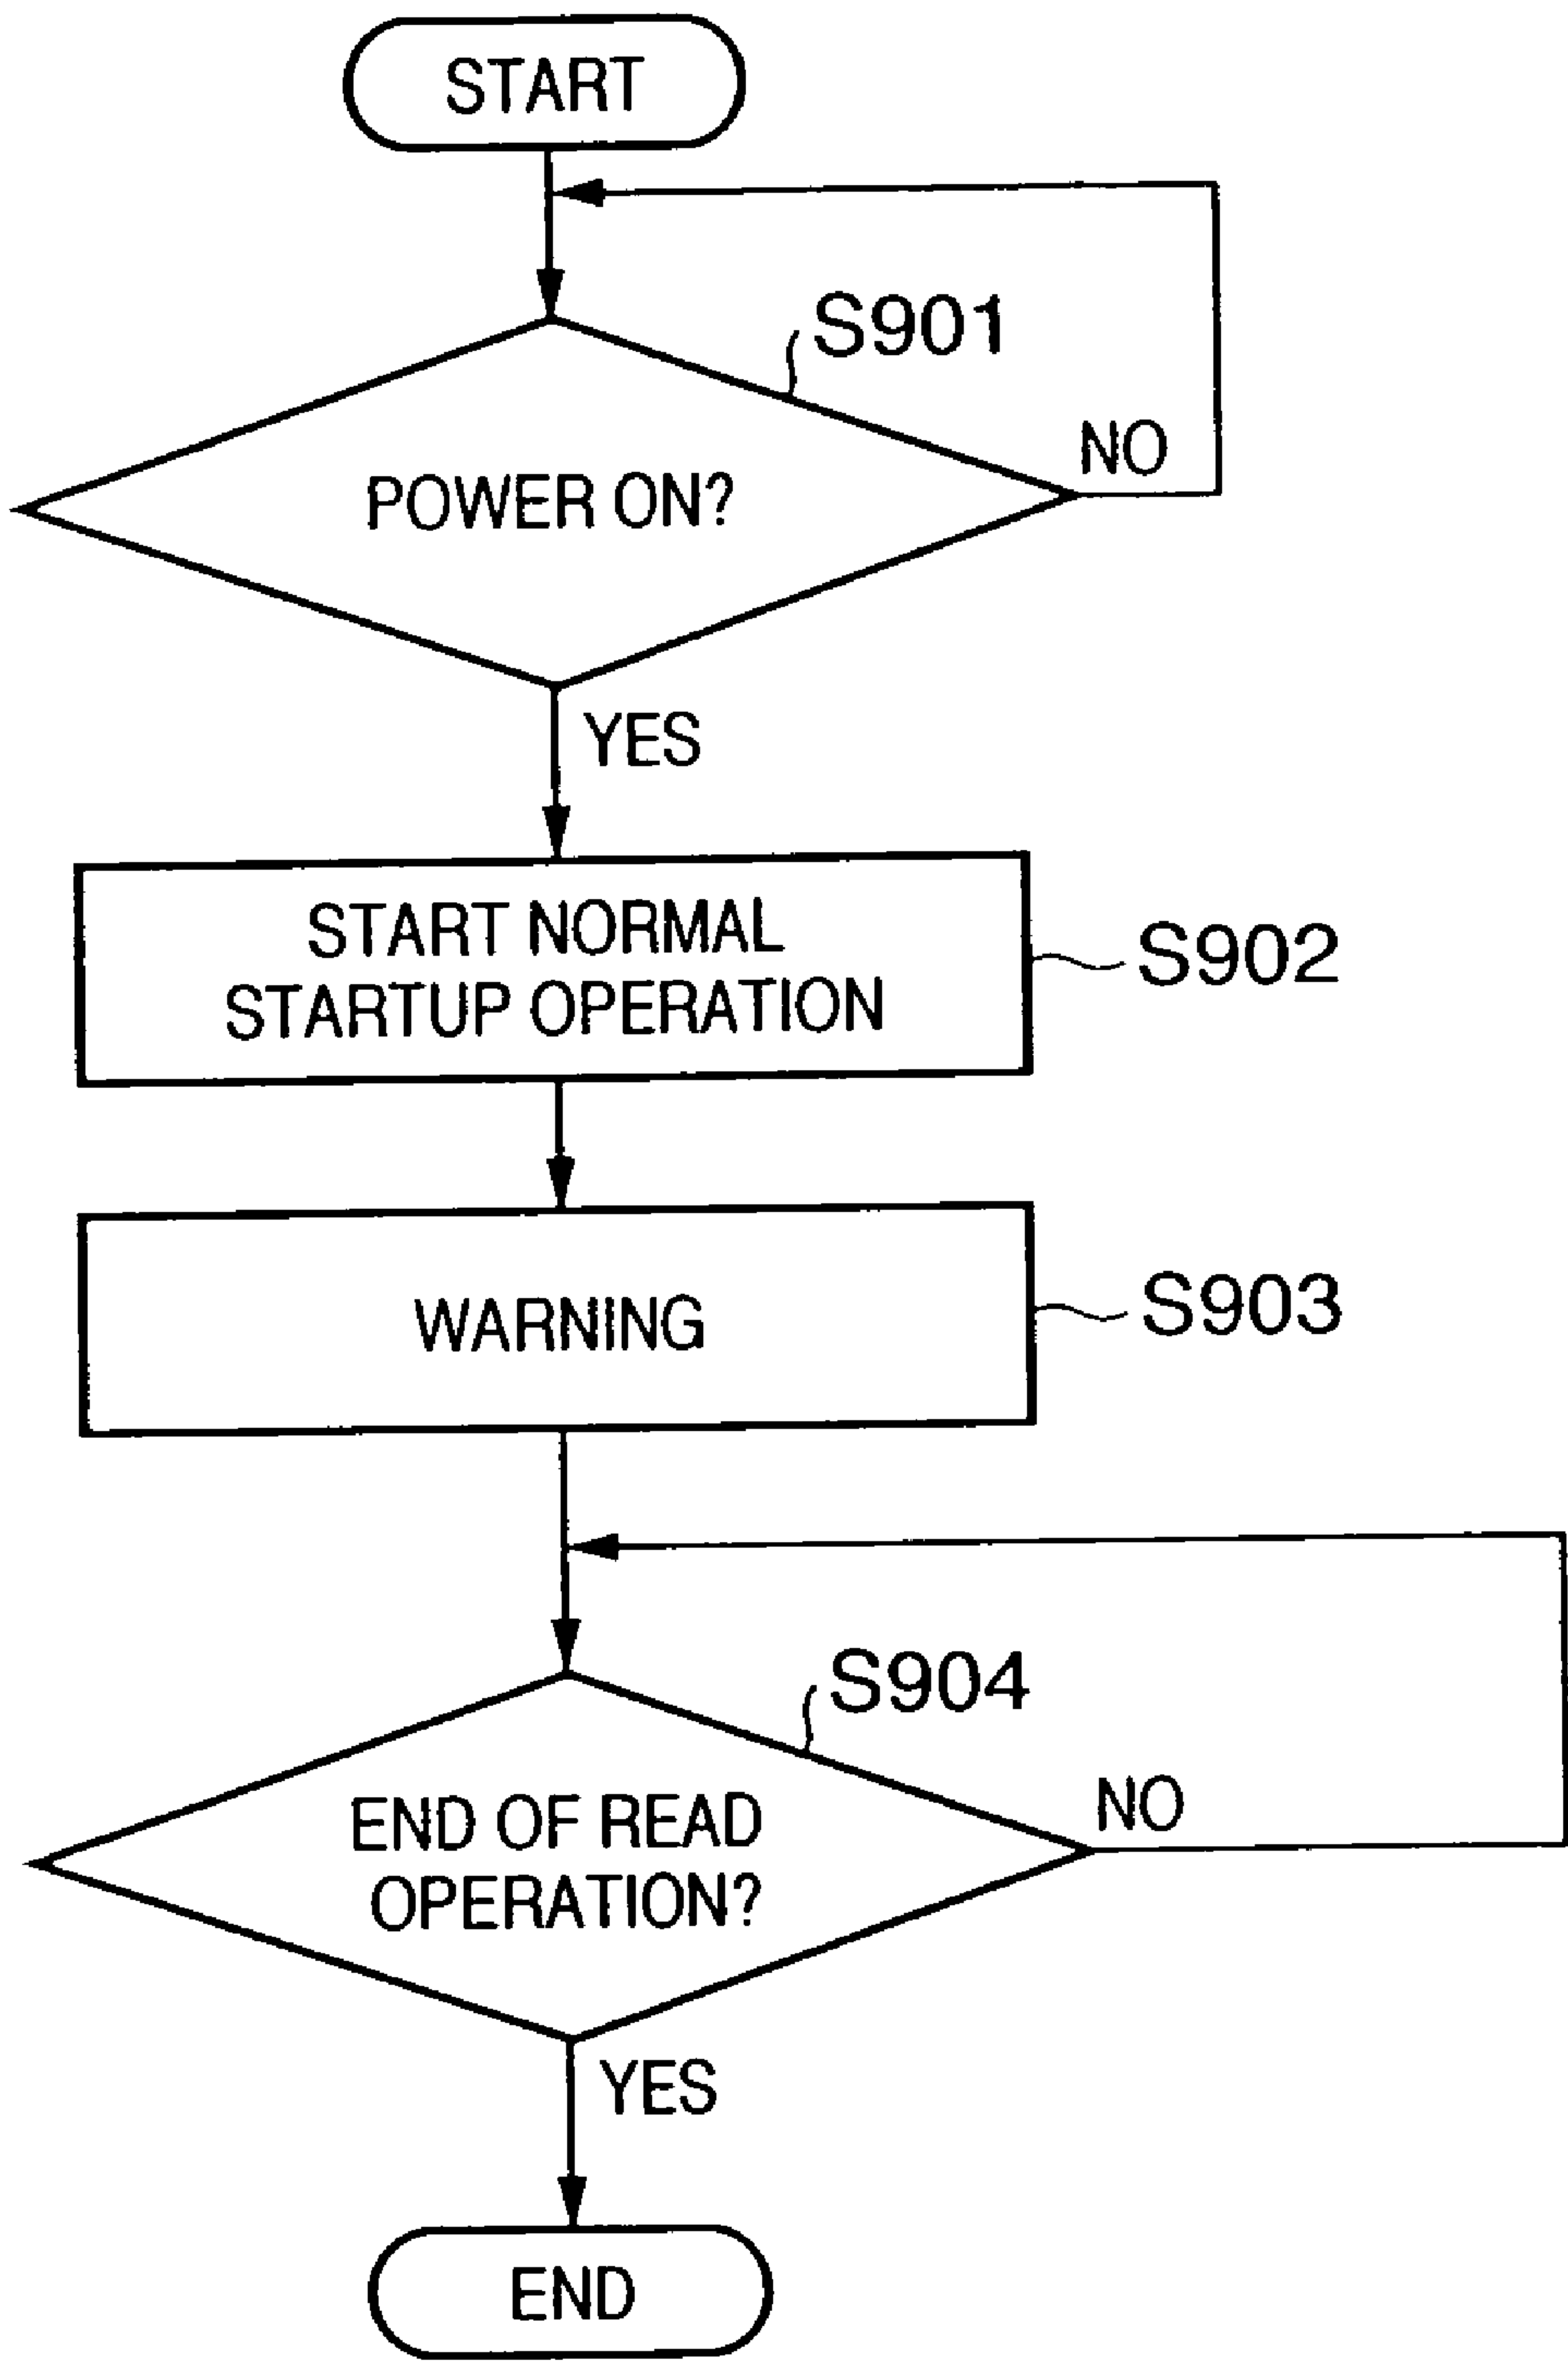 START
S901
POWER ON?
NO
YES
START NORMAL
STARTUP OPERATION
S902
WARNING
S903
S904
END OF READ
OPERATION?
NO
YES
END